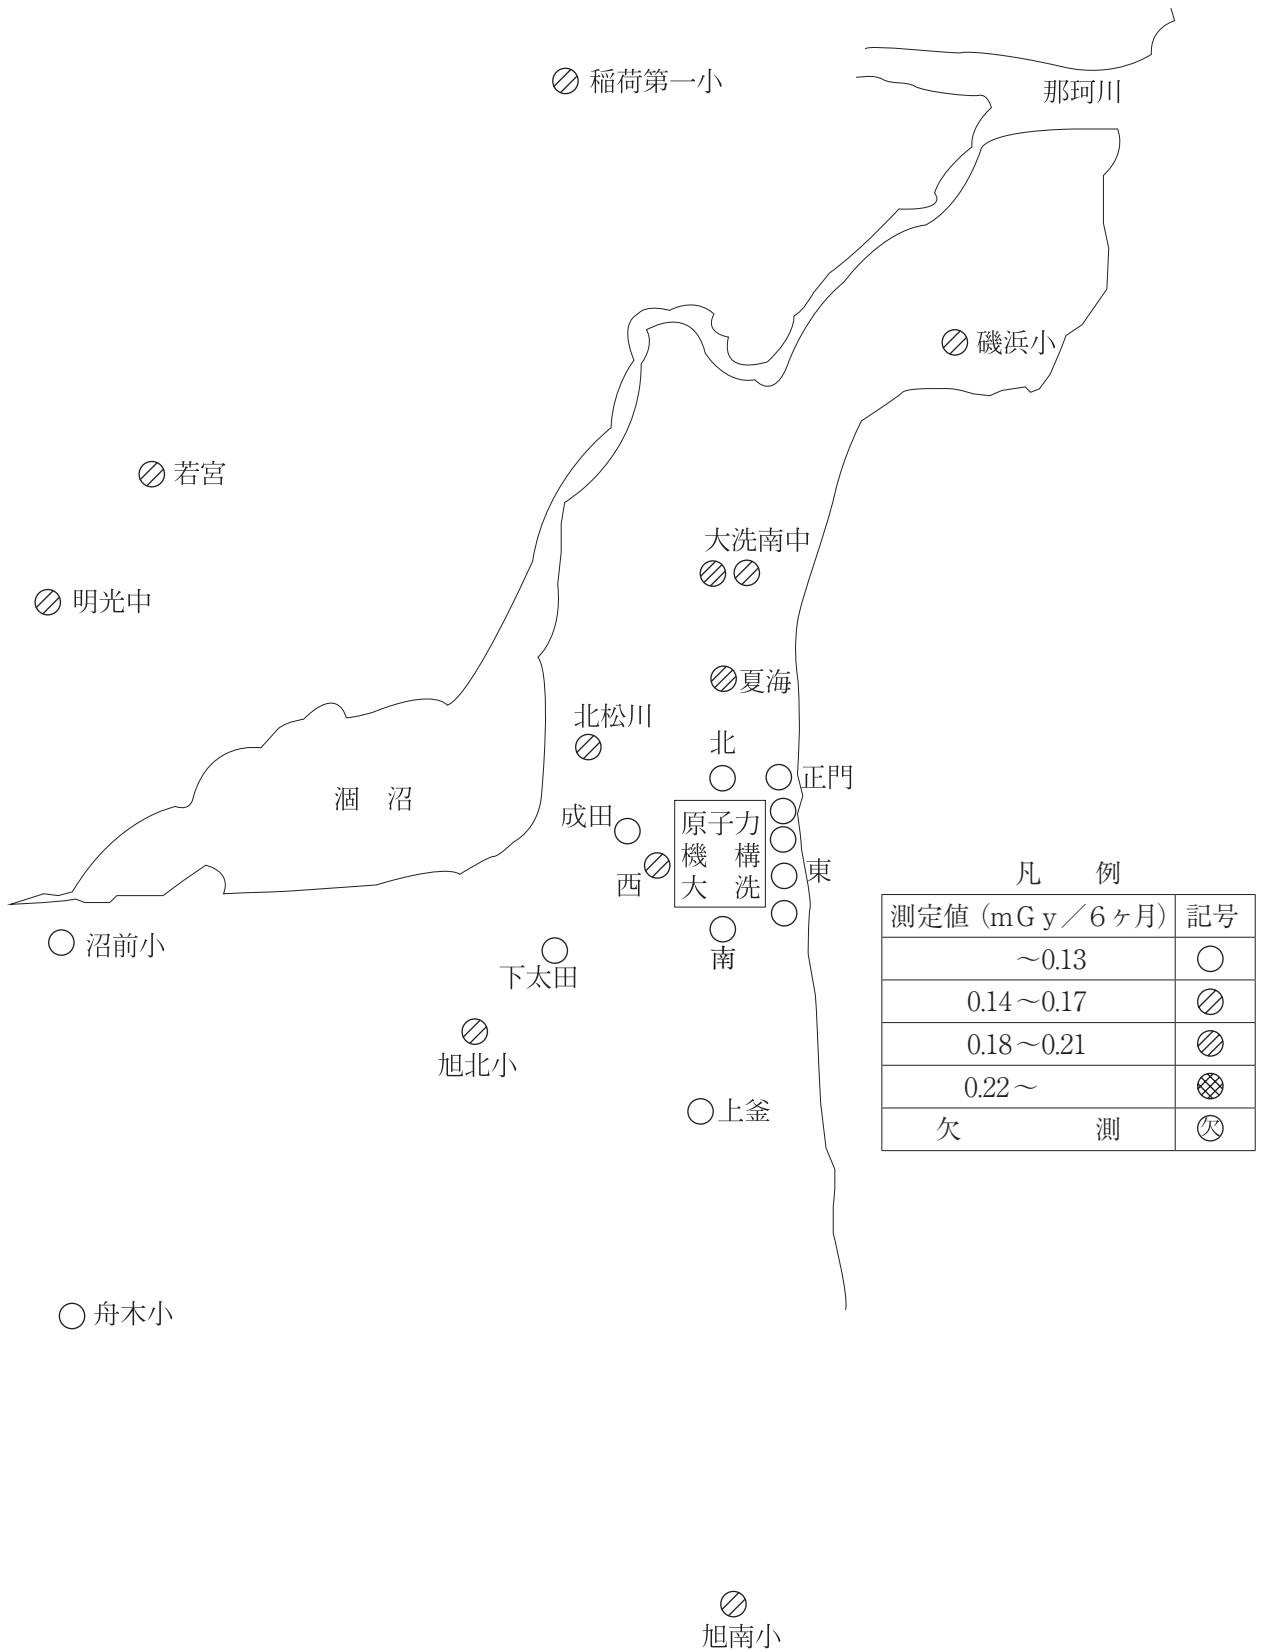 稲荷第一小
那珂川
磯浜小
若宮
大洗南中
明光中
夏海
北松川
北
正門
涸 沼
成田
原子力
機 構
大 洗
西
東
南
沼前小
下太田
旭北小
上釜
舟木小
旭南小
凡 例
測定値(mGy/6ヶ月) 記号
~0.13
0.14~0.17
0.18~0.21
0.22~
欠 測 欠